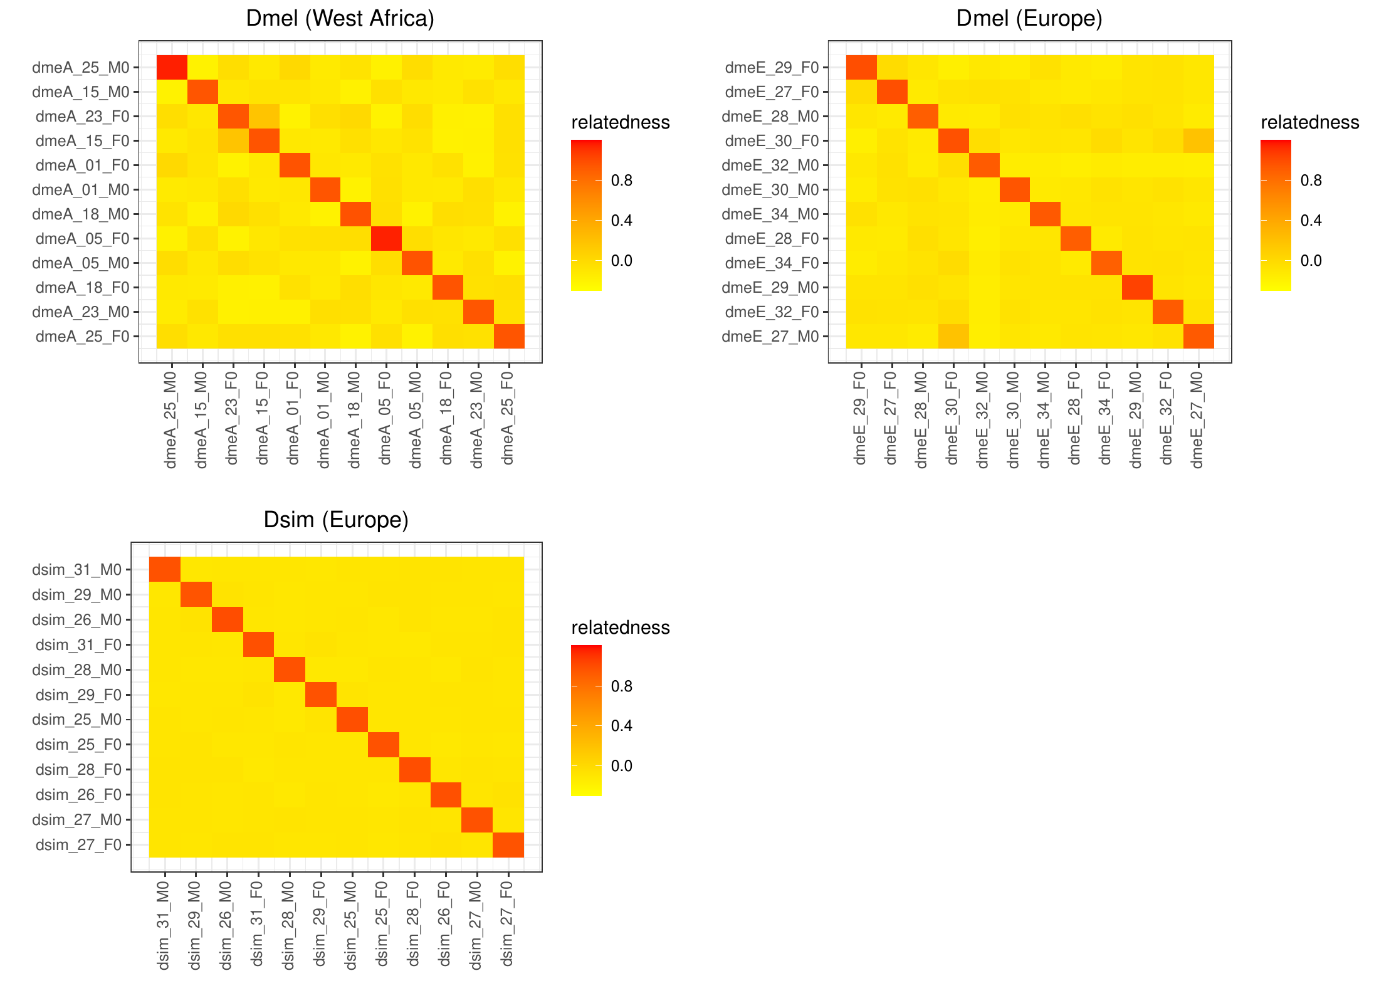 Dmel (West Africa)
dmeA_25_M0
dmeA_15_M0
dmeA_23_F0
dmeA_15_F0
dmeA_01_F0
dmeA_01_M0
dmeA_18_M0
dmeA_05_F0
dmeA_05_M0
dmeA_18_F0
dmeA_23_M0
dmeA_25_F0
dmeA_25_M0
dmeA_15_M0
dmeA_23_F0
dmeA_15_F0
dmeA_01_F0
dmeA_01_M0
dmeA_18_M0
dmeA_05_F0
dmeA_05_M0
dmeA_18_F0
dmeA_23_M0
dmeA_25_F0
relatedness
0.8
0.4
0.0
Dmel (Europe)
dmeE_29_F0
dmeE_27_F0
dmeE_28_M0
dmeE_30_F0
dmeE_32_M0
dmeE_30_M0
dmeE_34_M0
dmeE_28_F0
dmeE_34_F0
dmeE_29_M0
dmeE_32_F0
dmeE_27_M0
dmeE_29_F0
dmeE_27_F0
dmeE_28_M0
dmeE_30_F0
dmeE_32_M0
dmeE_30_M0
dmeE_34_M0
dmeE_28_F0
dmeE_34_F0
dmeE_29_M0
dmeE_32_F0
dmeE_27_M0
relatedness
0.8
0.4
0.0
Dsim (Europe)
dsim_31_M0
dsim_29_M0
dsim_26_M0
dsim_31_F0
dsim_28_M0
dsim_29_F0
dsim_25_M0
dsim_25_F0
dsim_28_F0
dsim_26_F0
dsim_27_M0
dsim_27_F0
dsim_31_M0
dsim_29_M0
dsim_26_M0
dsim_31_F0
dsim_28_M0
dsim_29_F0
dsim_25_M0
dsim_25_F0
dsim_28_F0
dsim_26_F0
dsim_27_M0
dsim_27_F0
relatedness
0.8
0.4
0.0